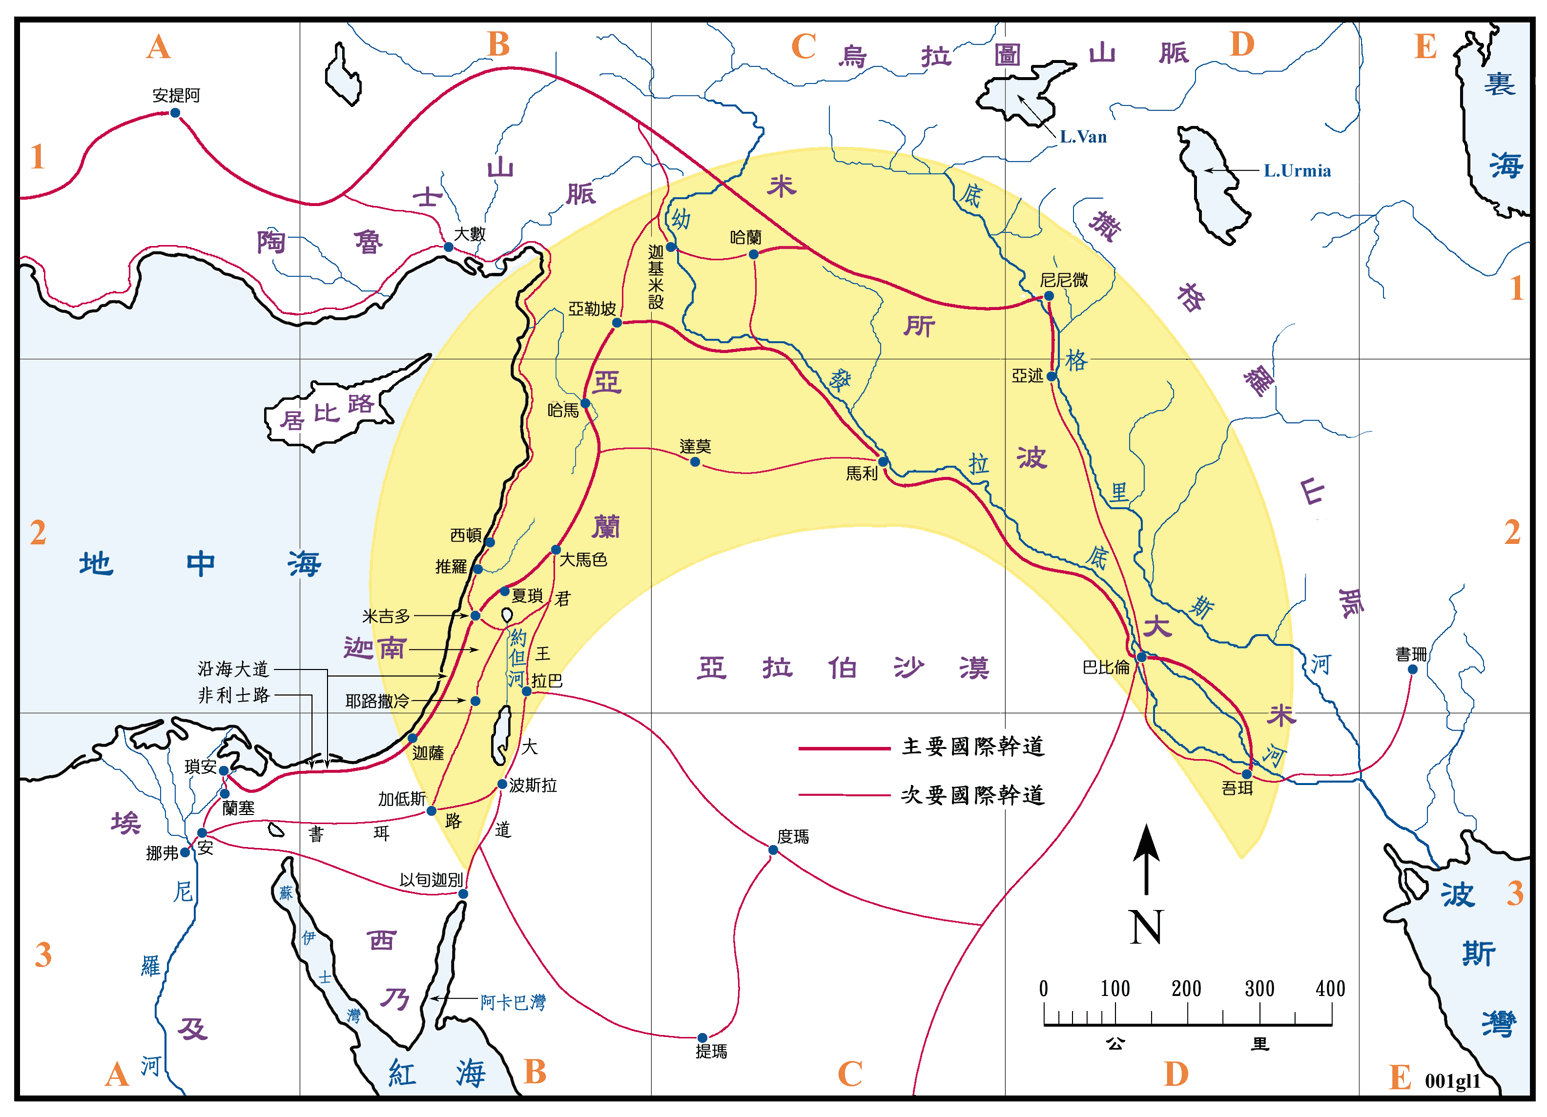 A
B
C
D
E
烏拉圖山脈
裏海
安提阿
L.Van
L.Urmia
1
陶魯士山脈
大數
米所波大米
幼發拉底河
底格里斯河
撒格羅山脈
迦基米設
哈蘭
尼尼微
1
亞勒坡
亞述
居比路
哈馬
亞蘭
達莫
馬利
2
地中海
西頓
推羅
大馬色
夏瑣
米吉多
君王大道
約但河
迦南
沿海大道
非利士路
耶路撒冷
拉巴
亞拉伯沙漠
巴比倫
書珊
2
迦薩
瑣安
蘭塞
加低斯
波斯拉
書珥路
主要國際幹道
次要國際幹道
吾珥
埃及
挪弗
安
尼羅河
以旬迦別
度瑪
蘇伊士灣
西乃
阿卡巴灣
提瑪
紅海
N
0 100 200 300 400
公里
波斯灣
3
3
A
B
C
D
E
001gl1